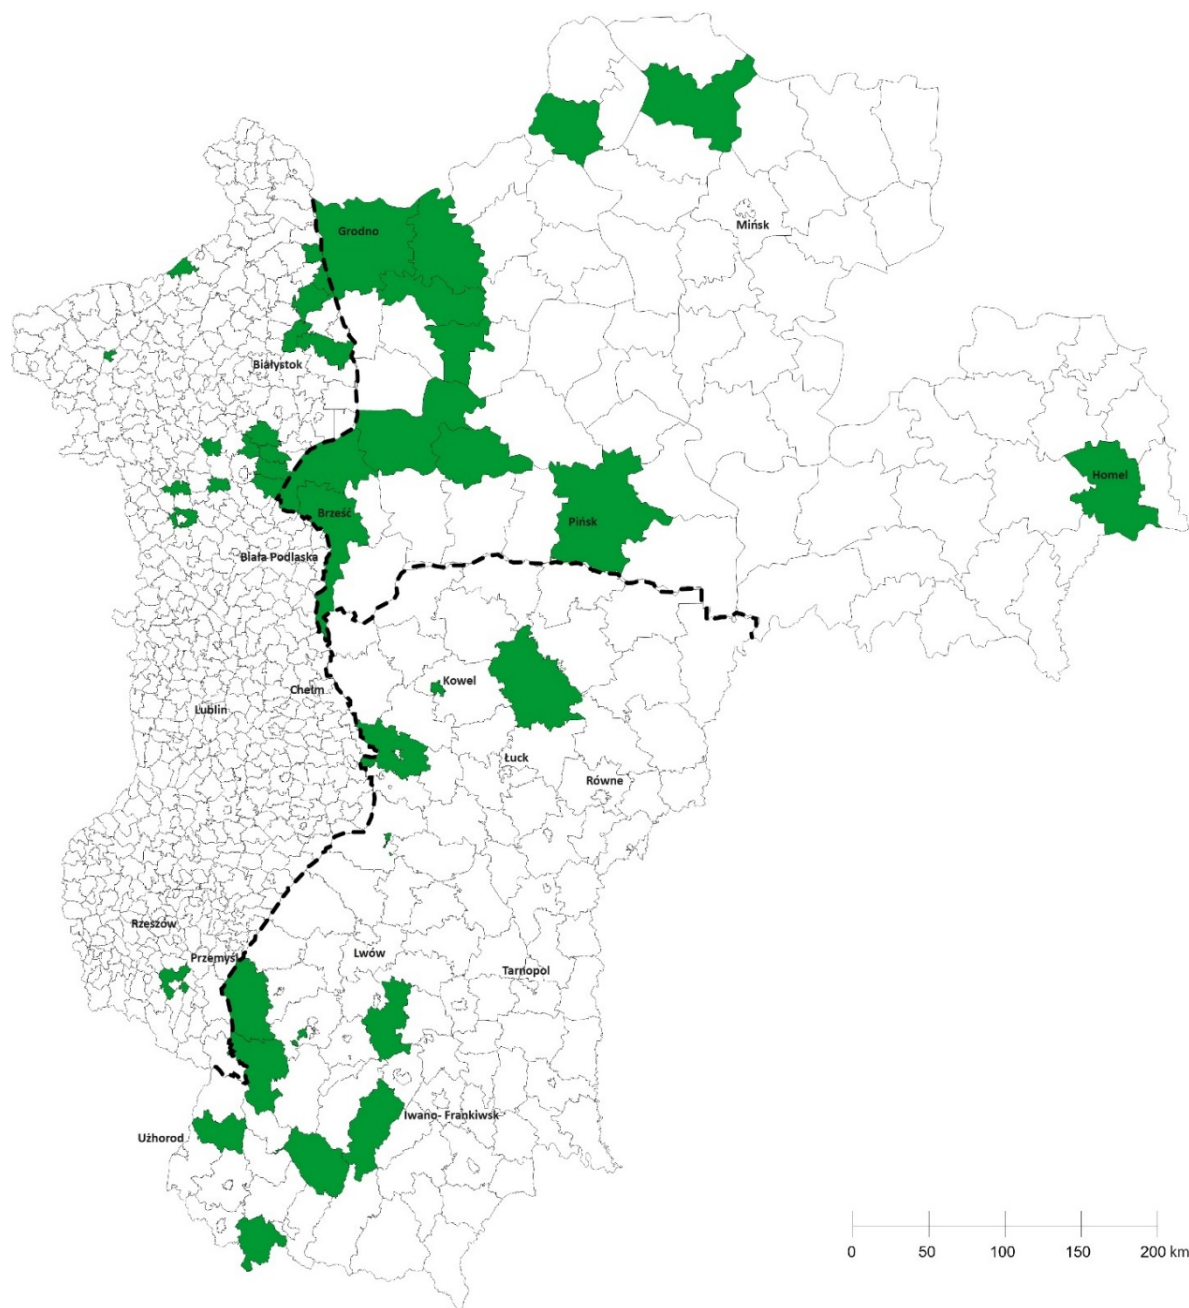 Mińsk
Grodno
Białystok
Homel
Brześć
Pińsk
Biała Podlaska
Kowel
Chełm
Lublin
Łuck
Równe
Rzeszów
Przemyśl
Lwów
Tarnopol
Iwano- Frankiwsk
Użhorod
0 50 100 150 200 km